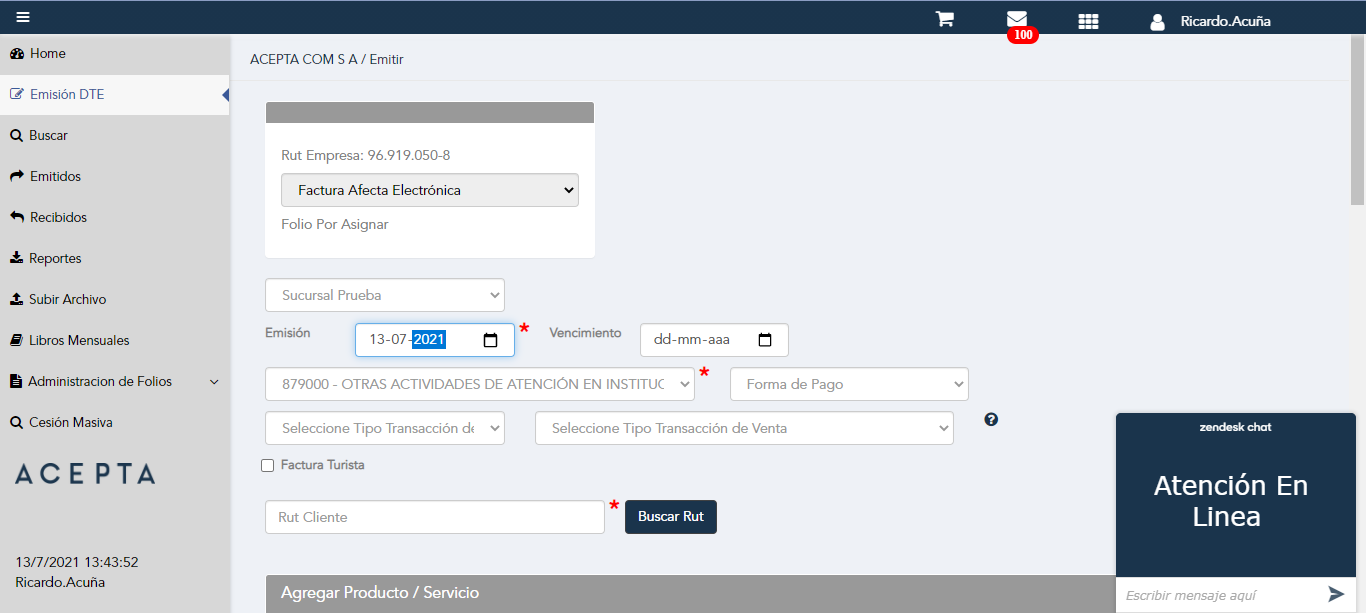 Ricardo.Acuña
100
Home
Emisión DTE
Buscar
Emitidos
Recibidos
Reportes
Subir Archivo
Libros Mensuales
Administracion de Folios
Cesión Masiva
ACEPTA
13/7/2021 13:43:52
Ricardo.Acuña
ACEPTA COM S A / Emitir
Rut Empresa: 96.919.050-8
Factura Afecta Electrónica
Folio Por Asignar
Sucursal Prueba
Emisión 13-07-2021 * Vencimiento dd-mm-aaa
879000 - OTRAS ACTIVIDADES DE ATENCIÓN EN INSTITUC * Forma de Pago
Seleccione Tipo Transacción de Seleccione Tipo Transacción de Venta ?
Factura Turista
Rut Cliente * Buscar Rut
Agregar Producto / Servicio
zendesk chat
Atención En
Linea
Escribir mensaje aquí